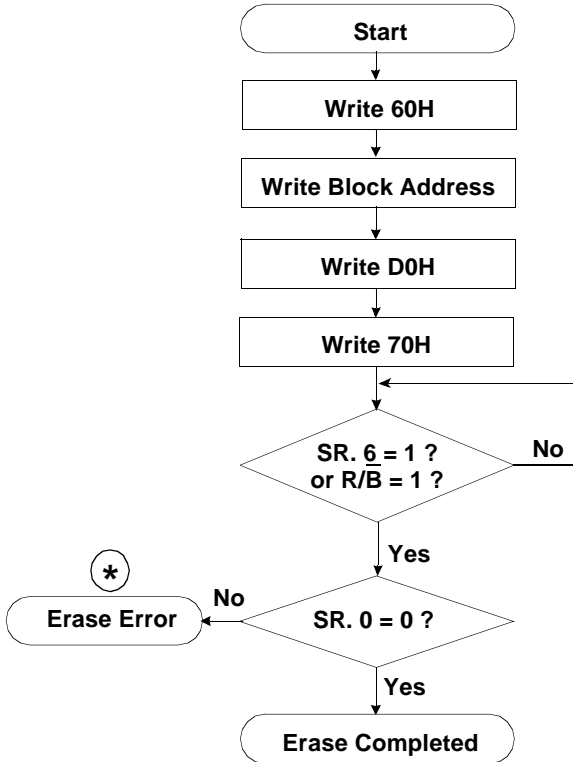 Start
Write 60H
Write Block Address
Write D0H
Write 70H
SR. 6 = 1 ?
or R/B̅ = 1 ?
No
Yes
*
No
Erase Error
SR. 0 = 0 ?
Yes
Erase Completed